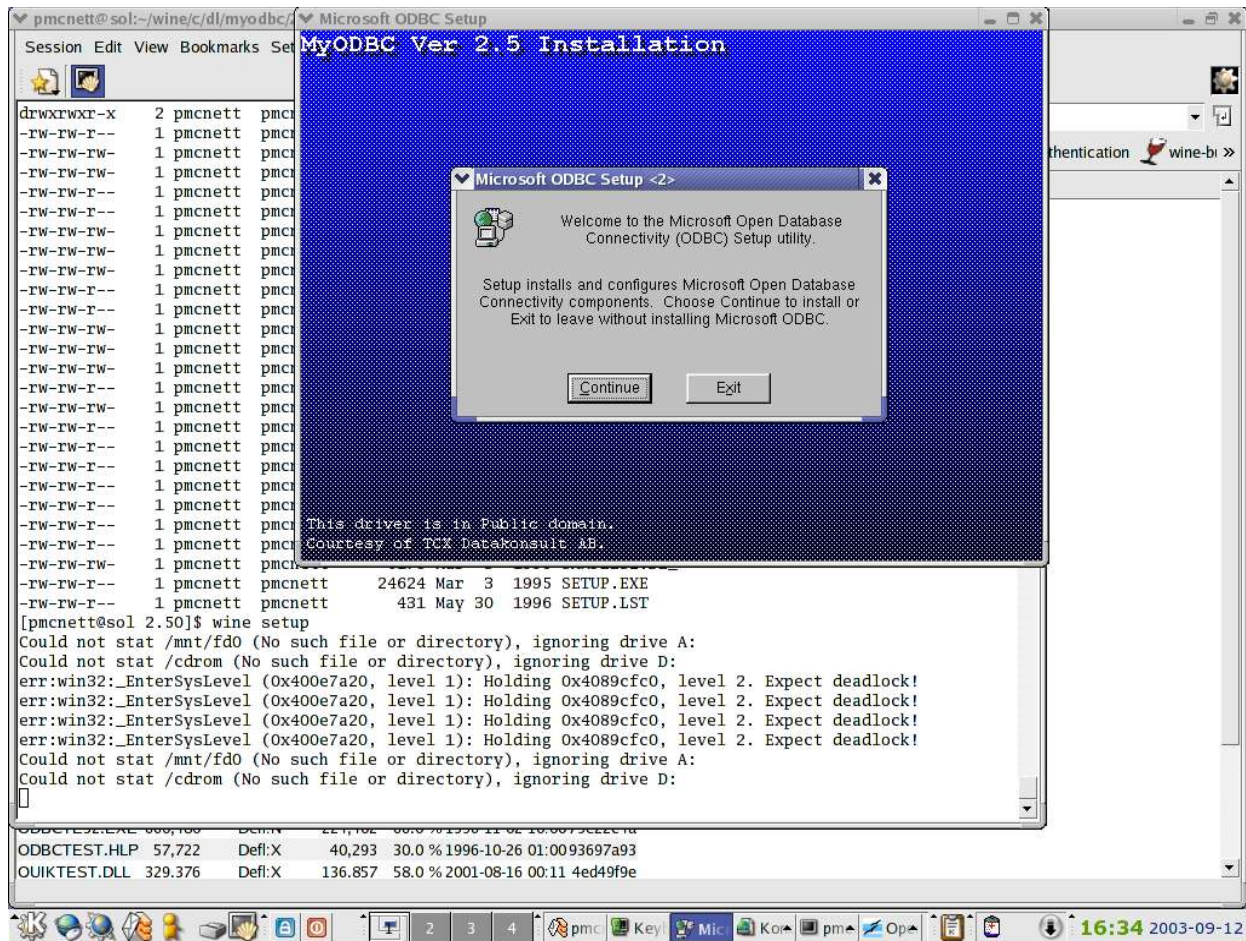 pmcnett@sol:~/wine/c/dl/myodbc/2
Microsoft ODBC Setup
Session Edit View Bookmarks Set
MyODBC Ver 2.5 Installation
drwxrwxr-x 2 pmcnett
-rw-rw-r-- 1 pmcnett
-rw-rw-rw- 1 pmcnett
-rw-rw-rw- 1 pmcnett
-rw-rw-r-- 1 pmcnett
-rw-rw-r-- 1 pmcnett
-rw-rw-rw- 1 pmcnett
-rw-rw-rw- 1 pmcnett
-rw-rw-rw- 1 pmcnett
-rw-rw-r-- 1 pmcnett
-rw-rw-r-- 1 pmcnett
-rw-rw-rw- 1 pmcnett
-rw-rw-rw- 1 pmcnett
-rw-rw-rw- 1 pmcnett
-rw-rw-r-- 1 pmcnett
-rw-rw-rw- 1 pmcnett
-rw-rw-r-- 1 pmcnett
-rw-rw-rw- 1 pmcnett
-rw-rw-r-- 1 pmcnett
-rw-rw-r-- 1 pmcnett
-rw-rw-r-- 1 pmcnett
-rw-rw-r-- 1 pmcnett
-rw-rw-r-- 1 pmcnett
-rw-rw-rw- 1 pmcnett
-rw-rw-r-- 1 pmcnett pmcnett 24624 Mar 3 1995 SETUP.EXE
-rw-rw-r-- 1 pmcnett pmcnett 431 May 30 1996 SETUP.LST
[pmcnett@sol 2.50]$ wine setup
Could not stat /mnt/fd0 (No such file or directory), ignoring drive A:
Could not stat /cdrom (No such file or directory), ignoring drive D:
err:win32:_EnterSysLevel (0x400e7a20, level 1): Holding 0x4089cfc0, level 2. Expect deadlock!
err:win32:_EnterSysLevel (0x400e7a20, level 1): Holding 0x4089cfc0, level 2. Expect deadlock!
err:win32:_EnterSysLevel (0x400e7a20, level 1): Holding 0x4089cfc0, level 2. Expect deadlock!
err:win32:_EnterSysLevel (0x400e7a20, level 1): Holding 0x4089cfc0, level 2. Expect deadlock!
Could not stat /mnt/fd0 (No such file or directory), ignoring drive A:
Could not stat /cdrom (No such file or directory), ignoring drive D:
Microsoft ODBC Setup <2>
Welcome to the Microsoft Open Database
Connectivity (ODBC) Setup utility.
Setup installs and configures Microsoft Open Database
Connectivity components. Choose Continue to install or
Exit to leave without installing Microsoft ODBC.
Continue Exit
This driver is in Public domain.
Courtesy of TCX Datakonsult AB.
thentication wine-bu »
ODBCTEST.HLP 57,722 Defl:X 40,293 30.0 % 1996-10-26 01:00 93697a93
QUIKTEST.DLL 329.376 Defl:X 136.857 58.0 % 2001-08-16 00:11 4ed49f9e
2 3 4 pmc Key Mic Kor pm Ope 16:34 2003-09-12